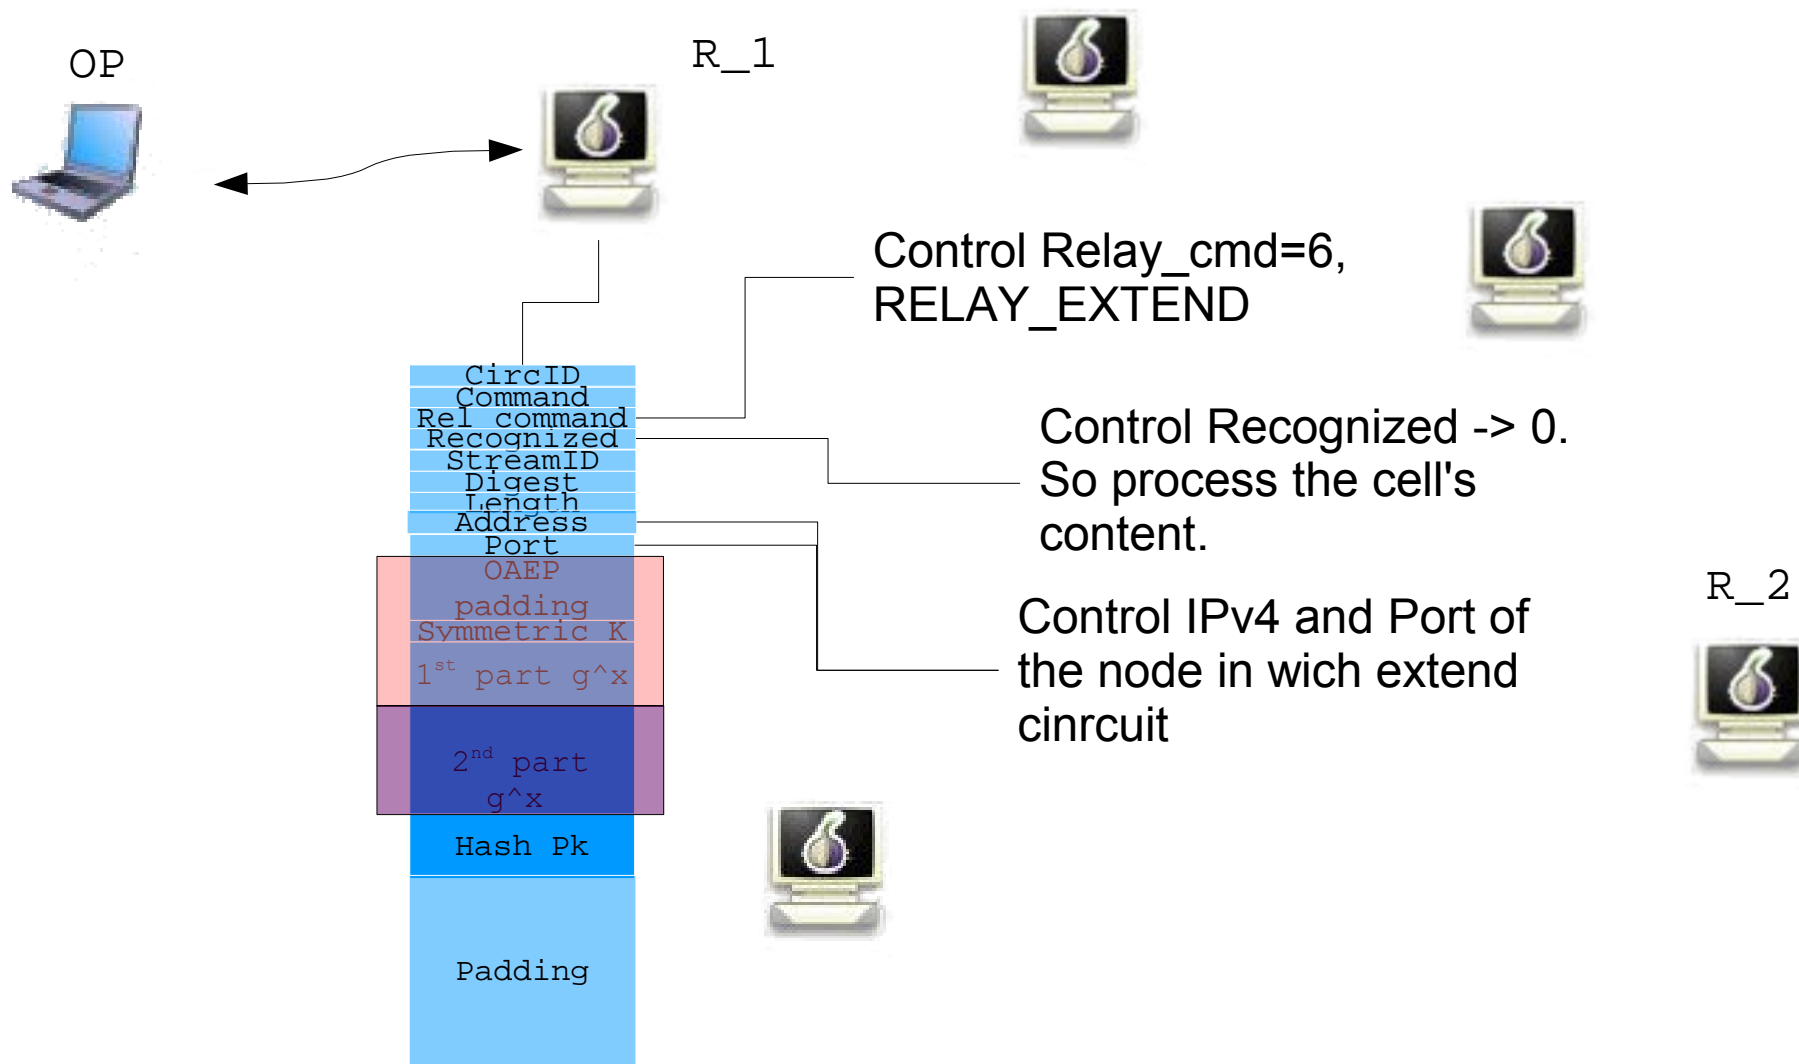 OP
R_1
Control Relay_cmd=6,
RELAY_EXTEND
CircID
Command
Rel command
Recognized
StreamID
Digest
Length
Address
Port
OAEP
padding
Symmetric K
1st part g^x
2nd part
g^x
Hash Pk
Padding
Control Recognized -> 0.
So process the cell's
content.
Control IPv4 and Port of
the node in wich extend
cinrcuit
R_2